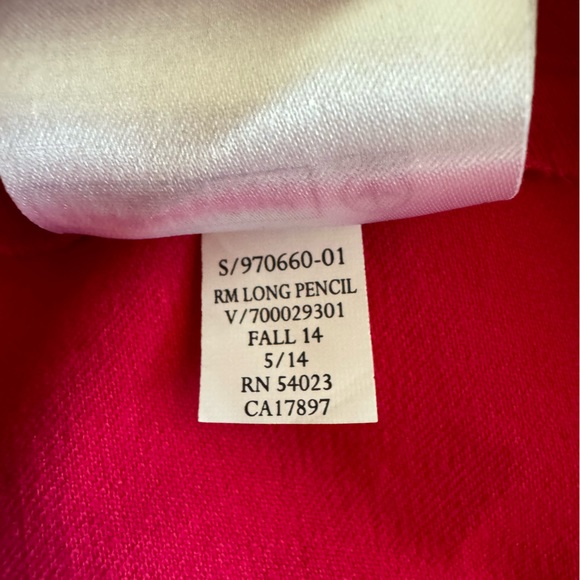 S/970660-01
RM LONG PENCIL
V/700029301
FALL 14
5/14
RN 54023
CA17897